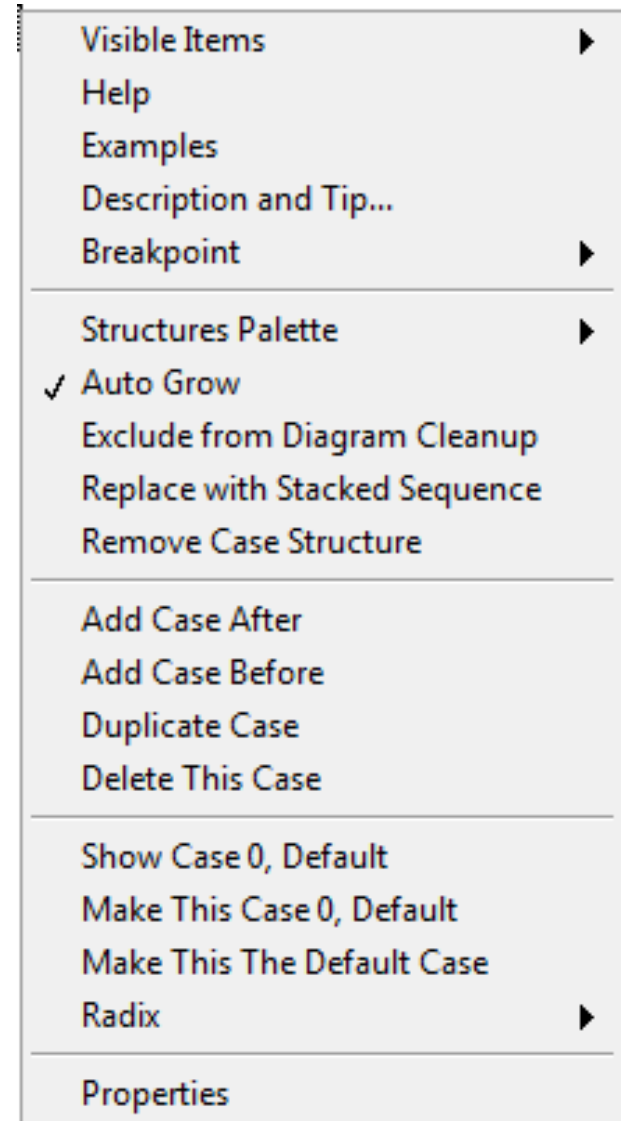 Visible Items
Help
Examples
Description and Tip...
Breakpoint
Structures Palette
Auto Grow
Exclude from Diagram Cleanup
Replace with Stacked Sequence
Remove Case Structure
Add Case After
Add Case Before
Duplicate Case
Delete This Case
Show Case 0, Default
Make This Case 0, Default
Make This The Default Case
Radix
Properties